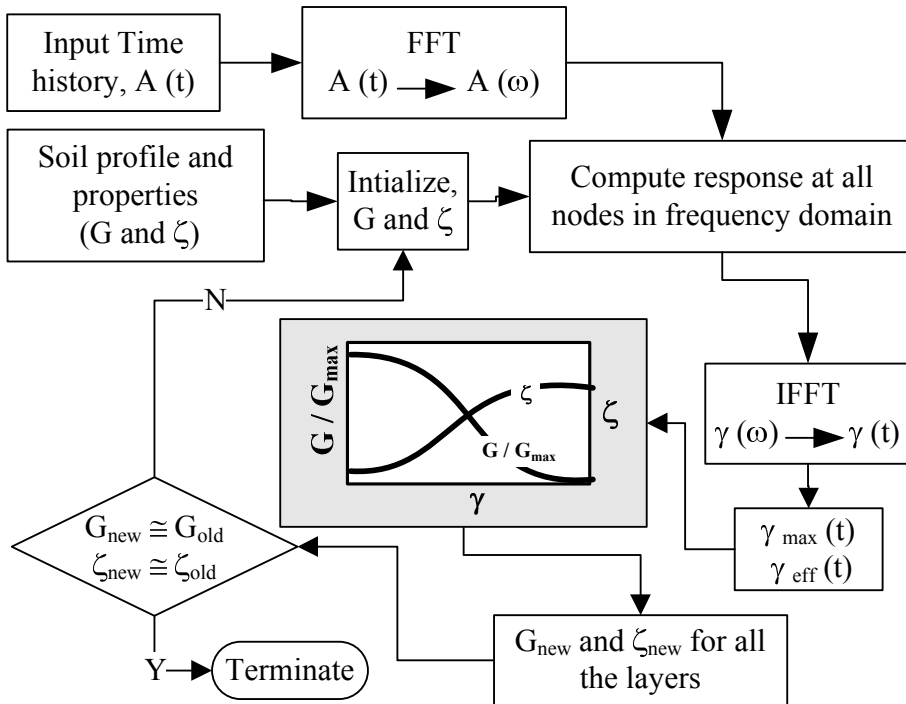 Input Time
history, A (t)
FFT
A (t) → A (ω)
Soil profile and
properties
(G and ζ)
Intialize,
G and ζ
Compute response at all
nodes in frequency domain
N
G / Gmax
ζ
G / Gmax
ζ
γ
IFFT
γ (ω) → γ (t)
γ max (t)
γ eff (t)
Gnew ≅ Gold
ζnew ≅ ζold
Gnew and ζnew for all
the layers
Y
Terminate